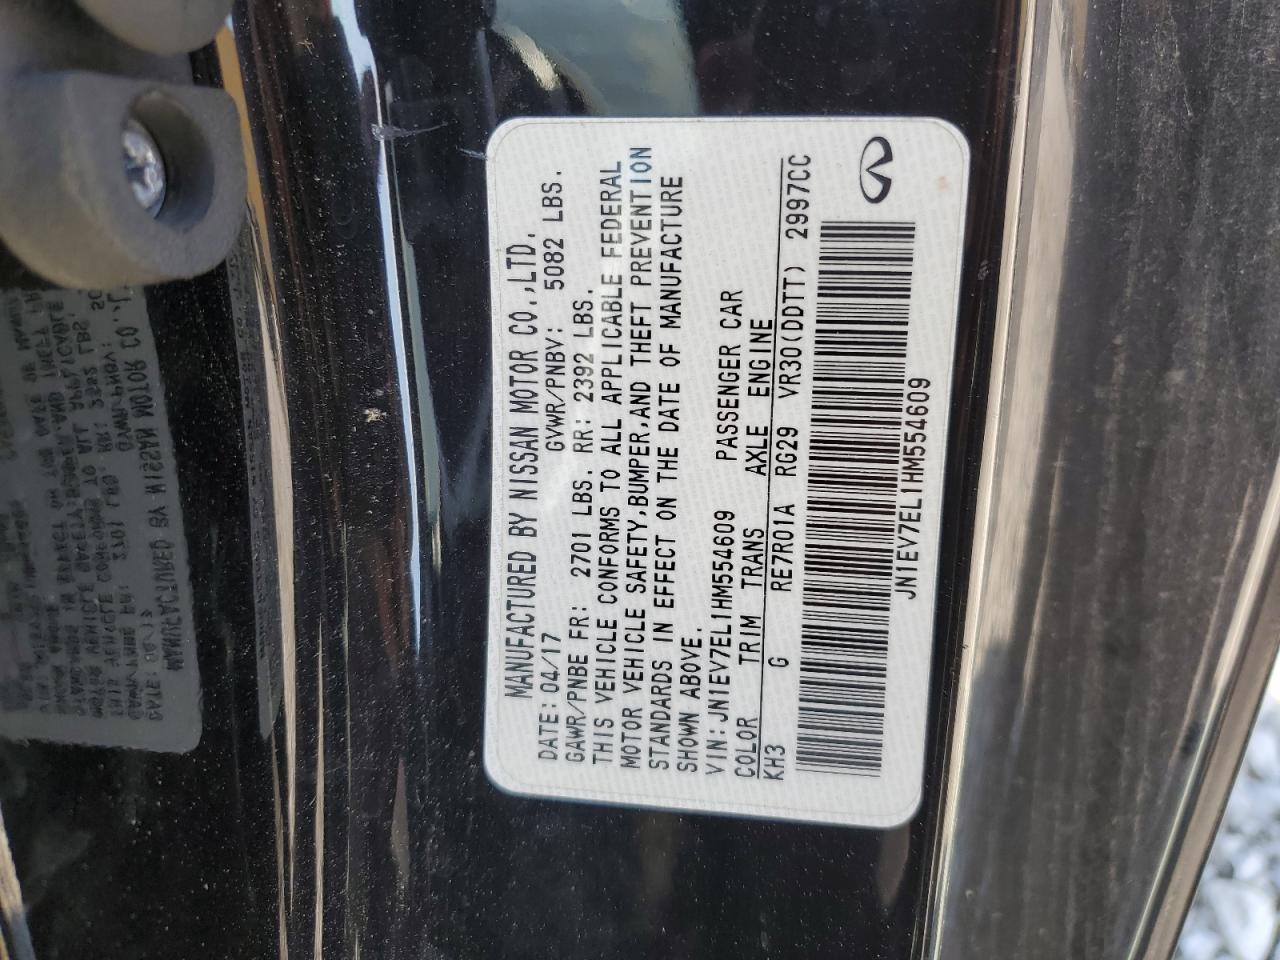 MANUFACTURED BY NISSAN MOTOR CO.,LTD.
DATE: 04/17 GVWR/PNBV: 5082 LBS.
GAWR/PNBE FR: 2701 LBS. RR: 2392 LBS.
THIS VEHICLE CONFORMS TO ALL APPLICABLE FEDERAL
MOTOR VEHICLE SAFETY,BUMPER,AND THEFT PREVENTION
STANDARDS IN EFFECT ON THE DATE OF MANUFACTURE
SHOWN ABOVE.
VIN: JN1EV7EL1HM554609 PASSENGER CAR
COLOR TRIM TRANS AXLE ENGINE
KH3 G RE7R01A RG29 VR30(DDTT) 2997CC
JN1EV7EL1HM554609